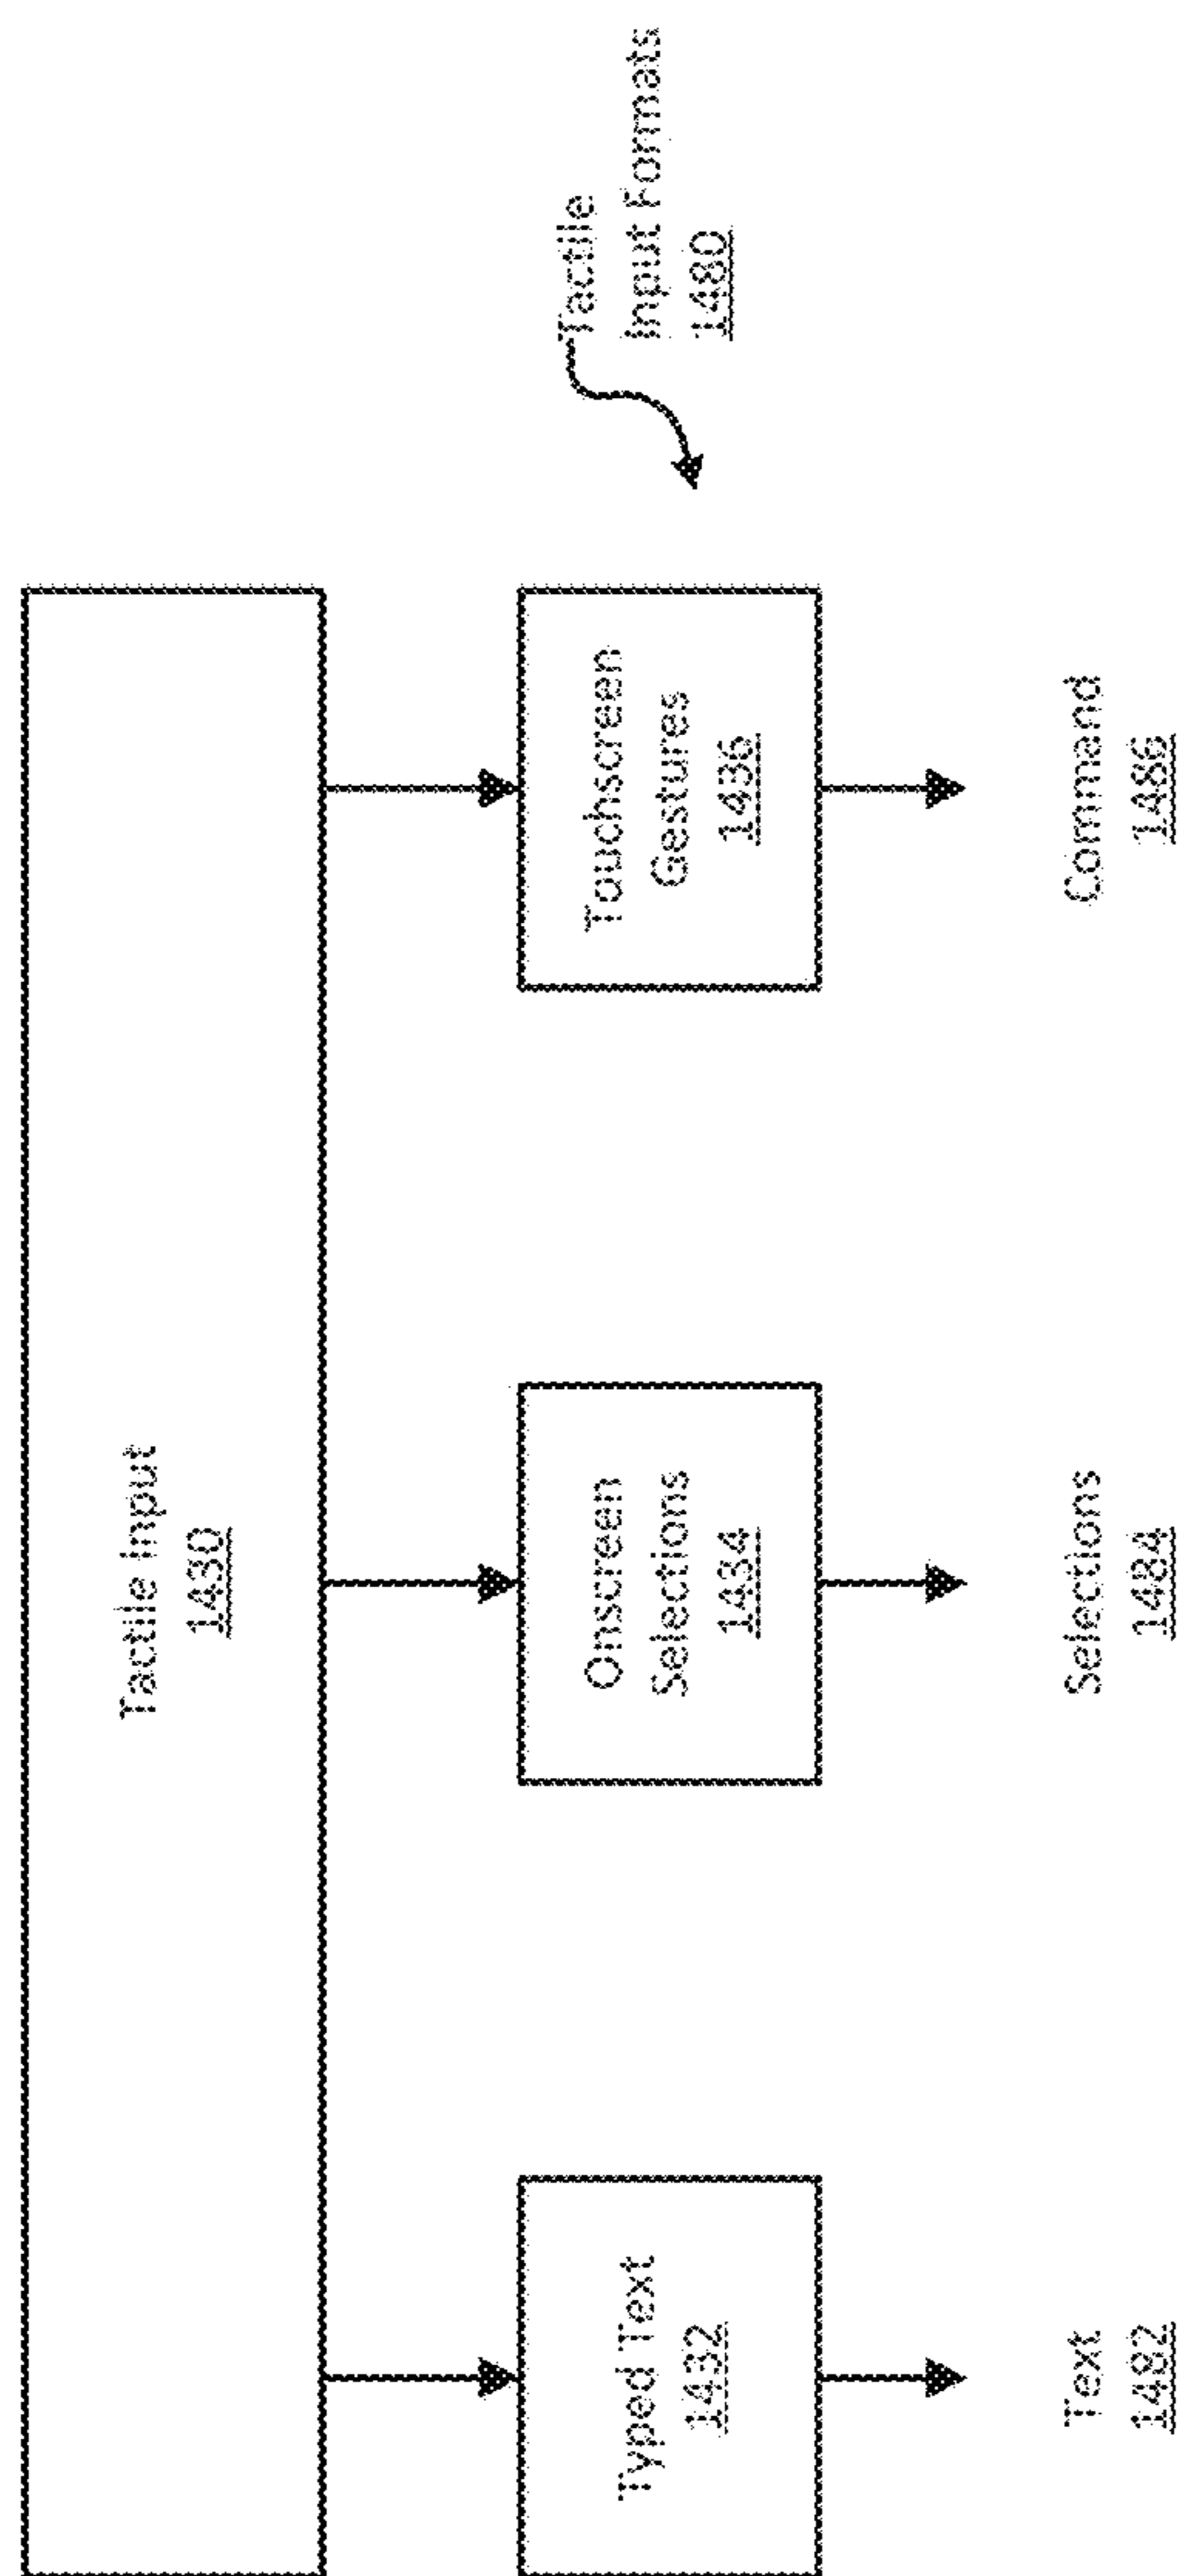 Tactile Input
1430
Tactile
Input Formats
1480
Typed Text
1432
Onscreen
Selections
1434
Touchscreen
Gestures
1436
Text
1482
Selections
1484
Command
1486